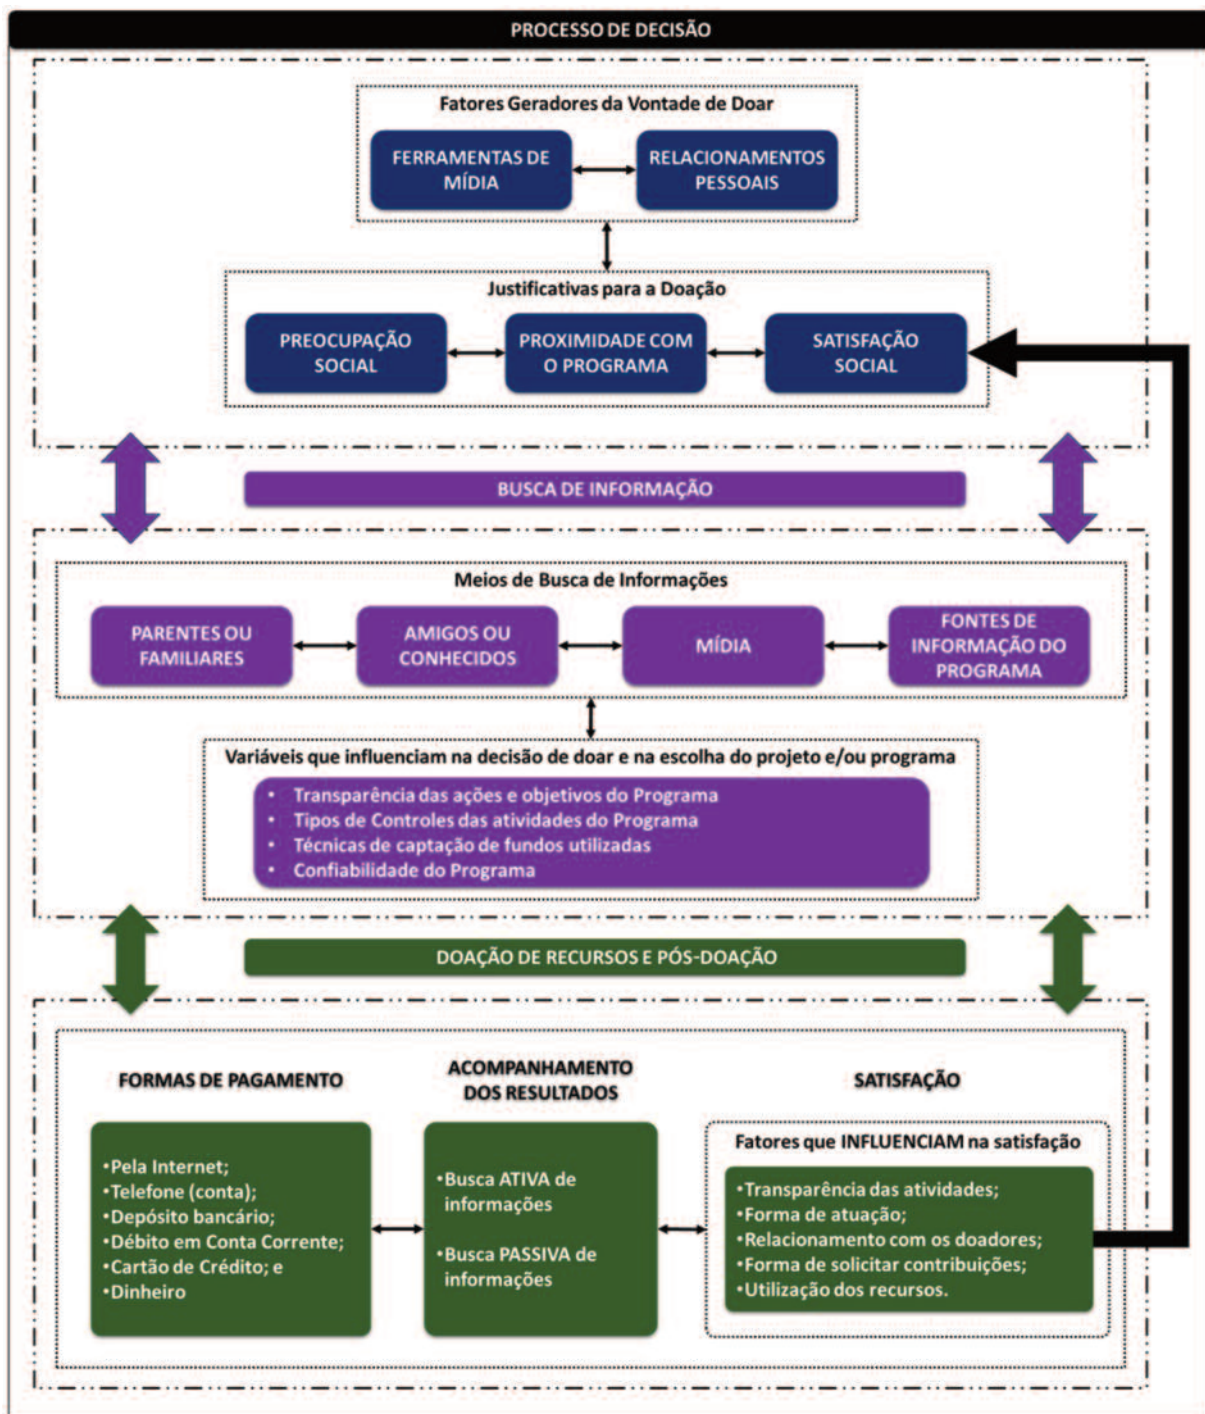 PROCESSO DE DECISÃO
Fatores Geradores da Vontade de Doar
FERRAMENTAS DE
MÍDIA
RELACIONAMENTOS
PESSOAIS
Justificativas para a Doação
PREOCUPAÇÃO
SOCIAL
PROXIMIDADE COM
O PROGRAMA
SATISFAÇÃO
SOCIAL
BUSCA DE INFORMAÇÃO
Meios de Busca de Informações
PARENTES OU
FAMILIARES
AMIGOS OU
CONHECIDOS
MÍDIA
FONTES DE
INFORMAÇÃO DO
PROGRAMA
Variáveis que influenciam na decisão de doar e na escolha do projeto e/ou programa
• Transparência das ações e objetivos do Programa
• Tipos de Controles das atividades do Programa
• Técnicas de captação de fundos utilizadas
• Confiabilidade do Programa
DOAÇÃO DE RECURSOS E PÓS-DOAÇÃO
FORMAS DE PAGAMENTO
•Pela Internet;
•Telefone (conta);
•Depósito bancário;
•Débito em Conta Corrente;
•Cartão de Crédito; e
•Dinheiro
ACOMPANHAMENTO
DOS RESULTADOS
•Busca ATIVA de
informações
•Busca PASSIVA de
informações
SATISFAÇÃO
Fatores que INFLUENCIAM na satisfação
•Transparência das atividades;
•Forma de atuação;
•Relacionamento com os doadores;
•Forma de solicitar contribuições;
•Utilização dos recursos.